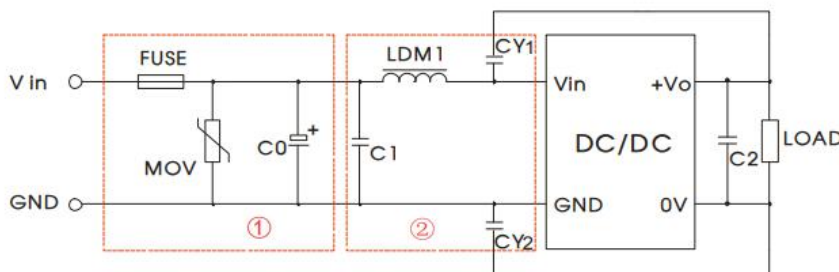 CY1
FUSE
LDM1
V in
Vin
+Vo
C0
+
C1
DC/DC
C2
LOAD
MOV
GND
GND
0V
①
②
CY2